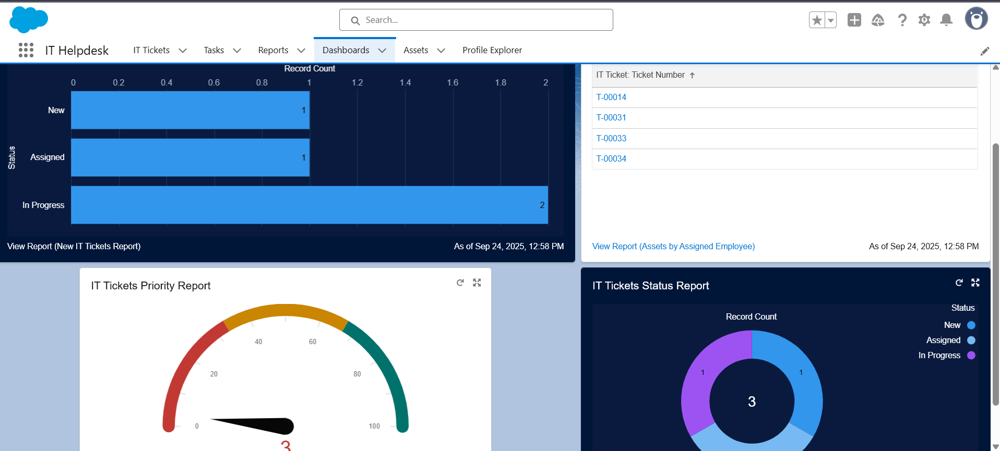 Search...
IT Helpdesk
IT Tickets
Tasks
Reports
Dashboards
Assets
Profile Explorer
Record Count
0 0.2 0.4 0.6 0.8 1 1.2 1.4 1.6 1.8 2
Status
New 1
Assigned 1
In Progress 2
View Report (New IT Tickets Report)
As of Sep 24, 2025, 12:58 PM
IT Ticket: Ticket Number ↑
T-00014
T-00031
T-00033
T-00034
View Report (Assets by Assigned Employee)
As of Sep 24, 2025, 12:58 PM
IT Tickets Priority Report
0 20 40 60 80 100
3
IT Tickets Status Report
Record Count
Status
New
Assigned
In Progress
1 1
3